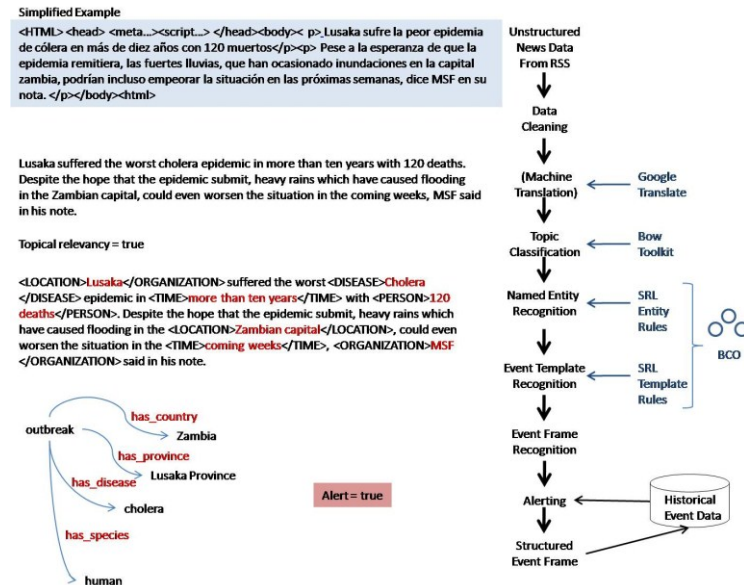 Simplified Example
<HTML> <head> <meta...><script...> </head><body>< p> Lusaka sufre la peor epidemia
de cólera en más de diez años con 120 muertos</p><p> Pese a la esperanza de que la
epidemia remitiera, las fuertes lluvias, que han ocasionado inundaciones en la capital
zambia, podrían incluso empeorar la situación en las próximas semanas, dice MSF en su
nota. </p></body><html>
Lusaka suffered the worst cholera epidemic in more than ten years with 120 deaths.
Despite the hope that the epidemic submit, heavy rains which have caused flooding
in the Zambian capital, could even worsen the situation in the coming weeks, MSF said
in his note.
Topical relevancy = true
<LOCATION>Lusaka</ORGANIZATION> suffered the worst <DISEASE>Cholera
</DISEASE> epidemic in <TIME>more than ten years</TIME> with <PERSON>120
deaths</PERSON>. Despite the hope that the epidemic submit, heavy rains which
have caused flooding in the <LOCATION>Zambian capital</LOCATION>, could even
worsen the situation in the <TIME>coming weeks</TIME>, <ORGANIZATION>MSF
</ORGANIZATION> said in his note.
outbreak
has_country
Zambia
has_province
Lusaka Province
has_disease
cholera
has_species
human
Alert = true
Unstructured
News Data
From RSS
Data
Cleaning
(Machine
Translation)
Google
Translate
Topic
Classification
Bow
Toolkit
Named Entity
Recognition
SRL
Entity
Rules
BCO
Event Template
Recognition
SRL
Template
Rules
Event Frame
Recognition
Alerting
Historical
Event Data
Structured
Event Frame